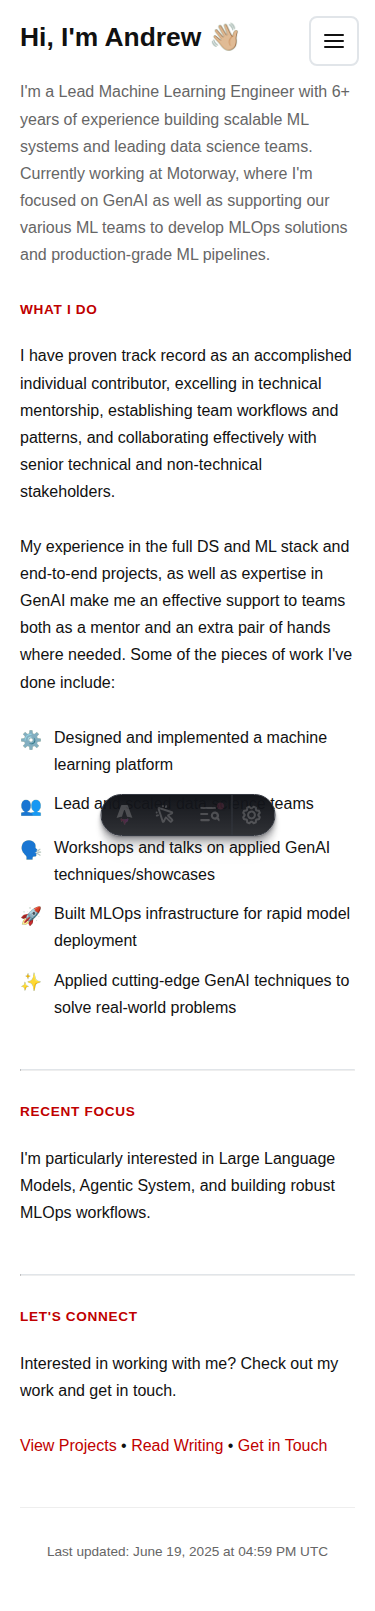 Hi, I'm Andrew 👋🏼
I'm a Lead Machine Learning Engineer with 6+
years of experience building scalable ML
systems and leading data science teams.
Currently working at Motorway, where I'm
focused on GenAI as well as supporting our
various ML teams to develop MLOps solutions
and production-grade ML pipelines.
WHAT I DO
I have proven track record as an accomplished
individual contributor, excelling in technical
mentorship, establishing team workflows and
patterns, and collaborating effectively with
senior technical and non-technical
stakeholders.
My experience in the full DS and ML stack and
end-to-end projects, as well as expertise in
GenAI make me an effective support to teams
both as a mentor and an extra pair of hands
where needed. Some of the pieces of work I've
done include:
⚙️ Designed and implemented a machine
learning platform
👥 Lead teams
🗣️ Workshops and talks on applied GenAI
techniques/showcases
🚀 Built MLOps infrastructure for rapid model
deployment
✨ Applied cutting-edge GenAI techniques to
solve real-world problems
RECENT FOCUS
I'm particularly interested in Large Language
Models, Agentic System, and building robust
MLOps workflows.
LET'S CONNECT
Interested in working with me? Check out my
work and get in touch.
View Projects • Read Writing • Get in Touch
Last updated: June 19, 2025 at 04:59 PM UTC